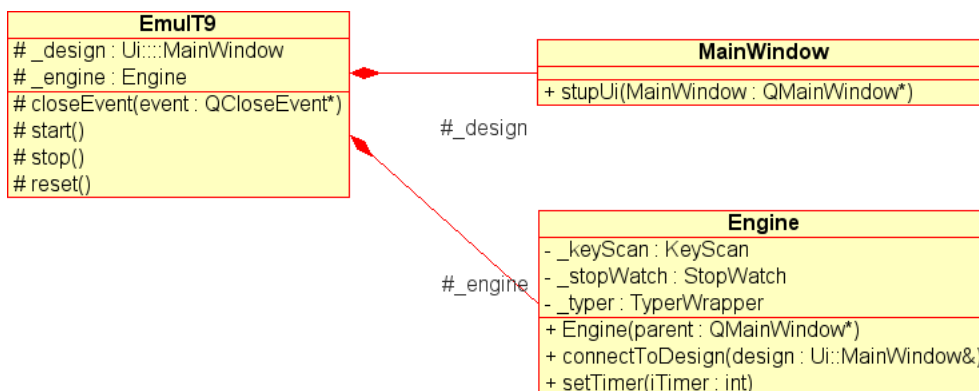 EmulT9
# _design : Ui::::MainWindow
# _engine : Engine
# closeEvent(event : QCloseEvent*)
# start()
# stop()
# reset()
MainWindow
+ stupUi(MainWindow : QMainWindow*)
#_design
#_engine
Engine
- _keyScan : KeyScan
- _stopWatch : StopWatch
- _typer : TyperWrapper
+ Engine(parent : QMainWindow*)
+ connectToDesign(design : Ui::MainWindow&)
+ setTimer(iTimer : int)